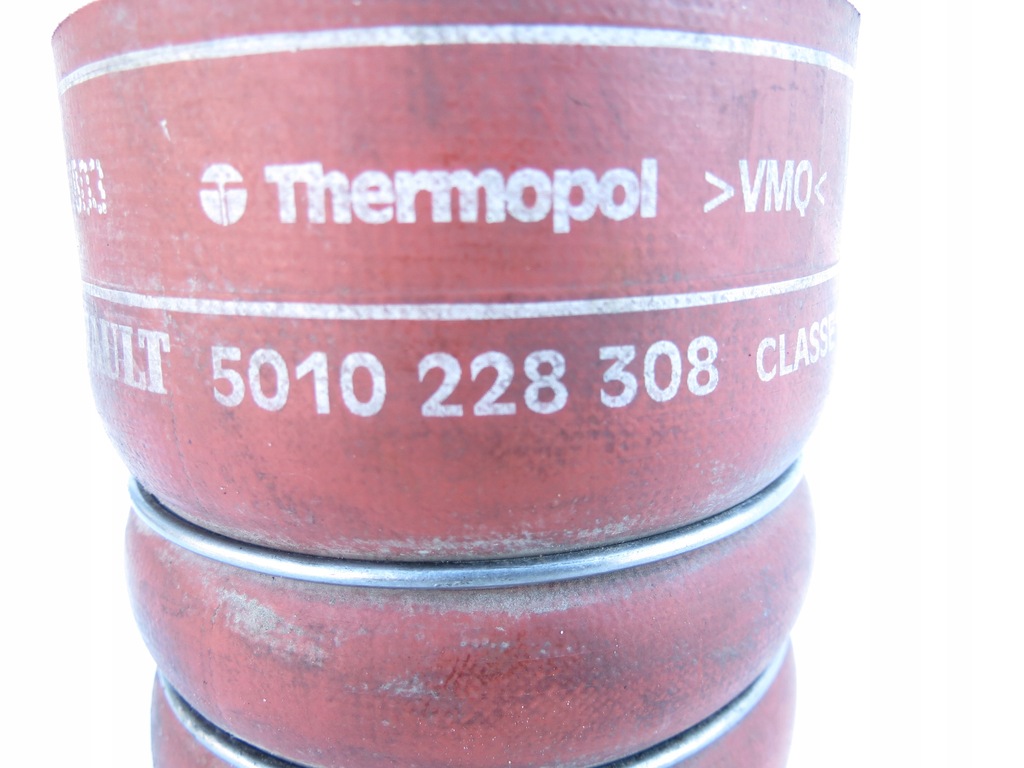 Thermopol >VMQ<
5010 228 308 CLASSE